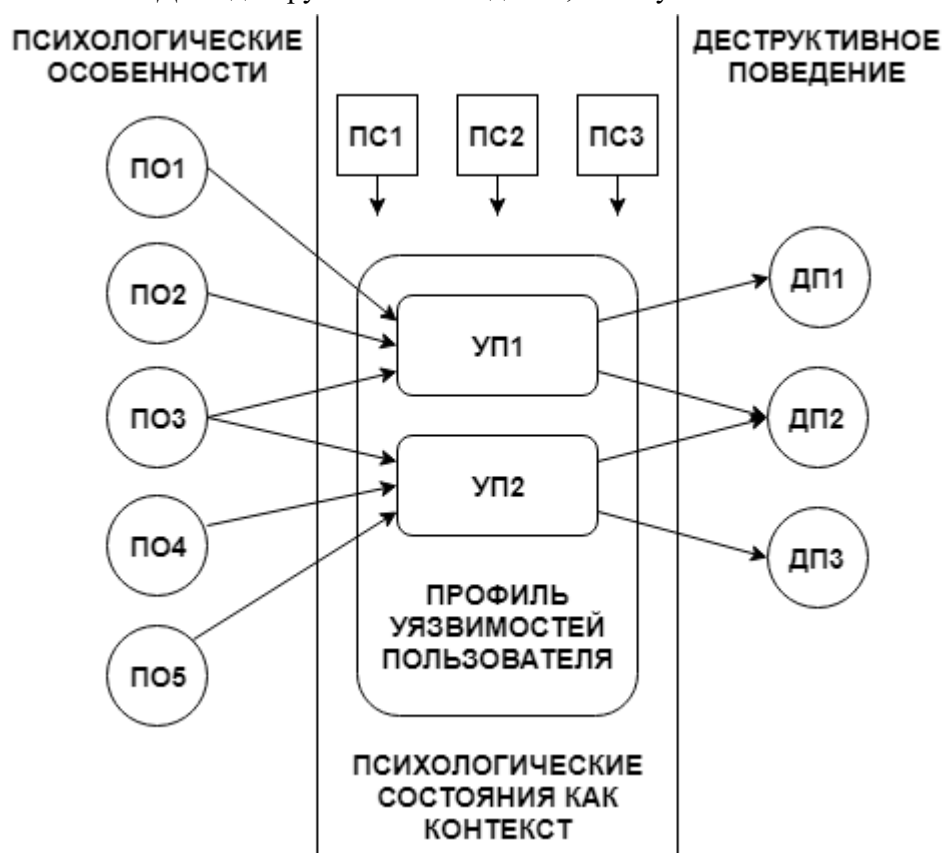 ПСИХОЛОГИЧЕСКИЕ
ОСОБЕННОСТИ
ДЕСТРУКТИВНОЕ
ПОВЕДЕНИЕ
ПС1
ПС2
ПС3
ПО1
ПО2
ПО3
ПО4
ПО5
УП1
УП2
ПРОФИЛЬ
УЯЗВИМОСТЕЙ
ПОЛЬЗОВАТЕЛЯ
ПСИХОЛОГИЧЕСКИЕ
СОСТОЯНИЯ КАК
КОНТЕКСТ
ДП1
ДП2
ДП3